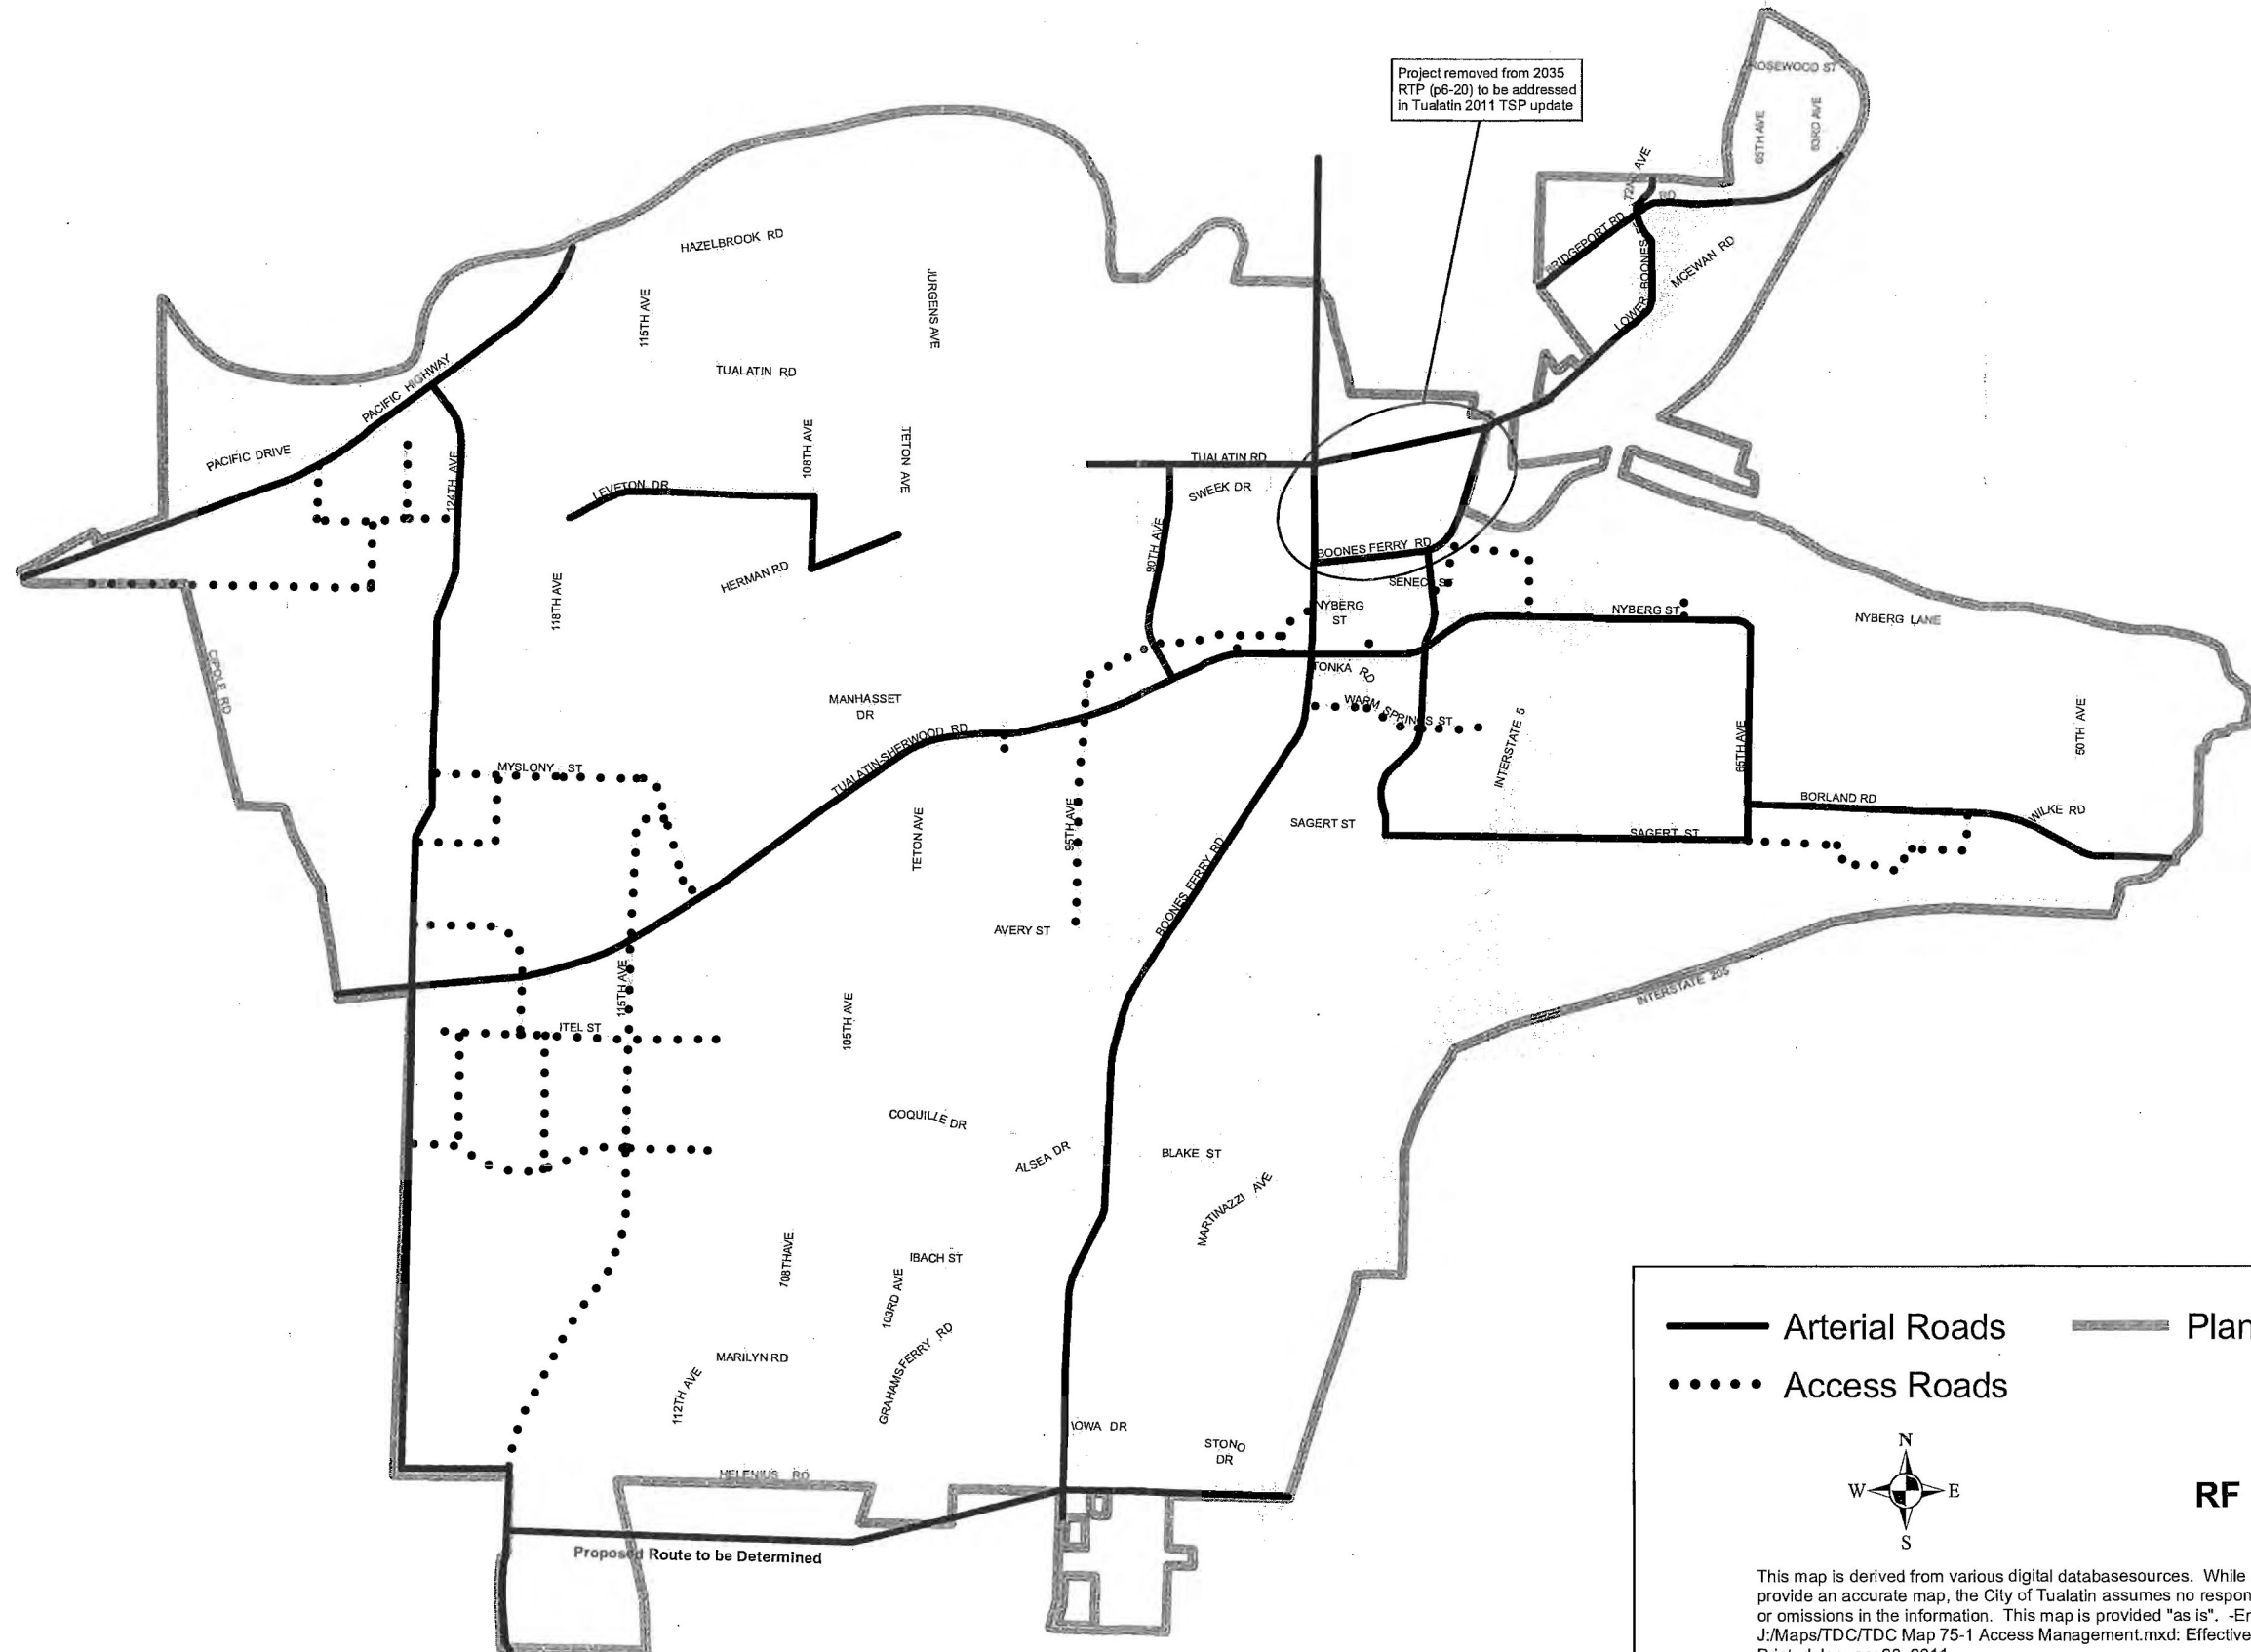 Project removed from 2035
RTP (p6-20) to be addressed
in Tualatin 2011 TSP update
ROSEWOOD ST
65TH AVE
63RD AVE
72ND AVE
RD
BRIDGEPORT RD
LOWER BOONES
MCEWAN RD
HAZELBROOK RD
115TH AVE
JURGENS AVE
TUALATIN RD
PACIFIC HIGHWAY
PACIFIC DRIVE
124TH AVE
108TH AVE
TETON AVE
LEVETON DR
HERMAN RD
118TH AVE
TUALATIN RD
SWEEK DR
90TH AVE
BOONES FERRY RD
SENECA ST
NYBERG
ST
NYBERG ST
NYBERG LANE
CIPOLE RD
TONKA RD
WARM SPRINGS ST
INTERSTATE 5
65TH AVE
50TH AVE
MANHASSET
DR
TUALATIN-SHERWOOD RD
MYSLONY ST
TETON AVE
95TH AVE
SAGERT ST
SAGERT ST
BORLAND RD
WILKE RD
BOONES FERRY RD
AVERY ST
115TH AVE
INTERSTATE 205
ITEL ST
105TH AVE
COQUILLE DR
ALSEA DR
BLAKE ST
MARTINAZZI AVE
108THAVE
IBACH ST
103RD AVE
GRAHAMSFERRY RD
MARILYN RD
112TH AVE
IOWA DR
STONO
DR
HELENIUS RD
Proposed Route to be Determined
Arterial Roads
Plan
Access Roads
N
W E
S
RF
This map is derived from various digital databasesources. While
provide an accurate map, the City of Tualatin assumes no respon
or omissions in the information. This map is provided "as is". -En
J:/Maps/TDC/TDC Map 75-1 Access Management.mxd: Effective